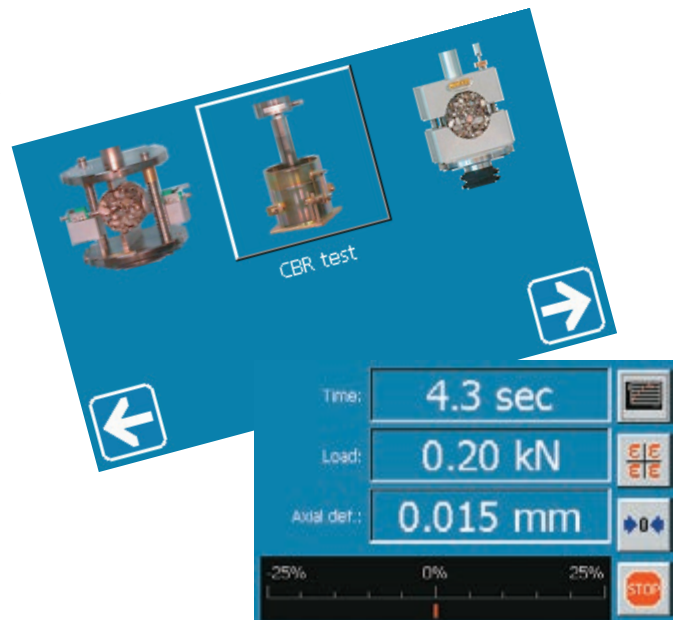 CBR test
Time: 4.3 sec
Load: 0.20 kN
Axial def.: 0.015 mm
ε ε
ε ε
0
-25% 0% 25%
STOP